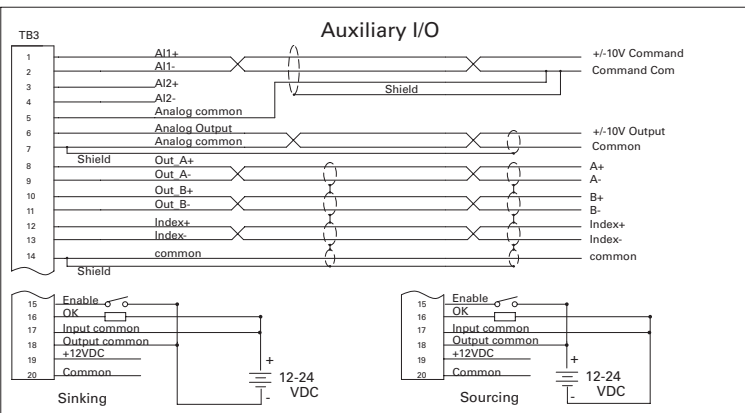 Auxiliary I/O
TB3
1 AI1+ +/-10V Command
2 AI1- Command Com
3 AI2+
Shield
4 AI2-
5 Analog common
6 Analog Output +/-10V Output
7 Analog common Common
Shield
8 Out_A+ A+
9 Out_A- A-
10 Out_B+ B+
11 Out_B- B-
12 Index+ Index+
13 Index- Index-
14 common common
Shield
15 Enable
16 OK
17 Input common
18 Output common
19 +12VDC
20 Common
+
12-24
VDC
-
Sinking
15 Enable
16 OK
17 Input common
18 Output common
19 +12VDC
20 Common
+
12-24
VDC
-
Sourcing